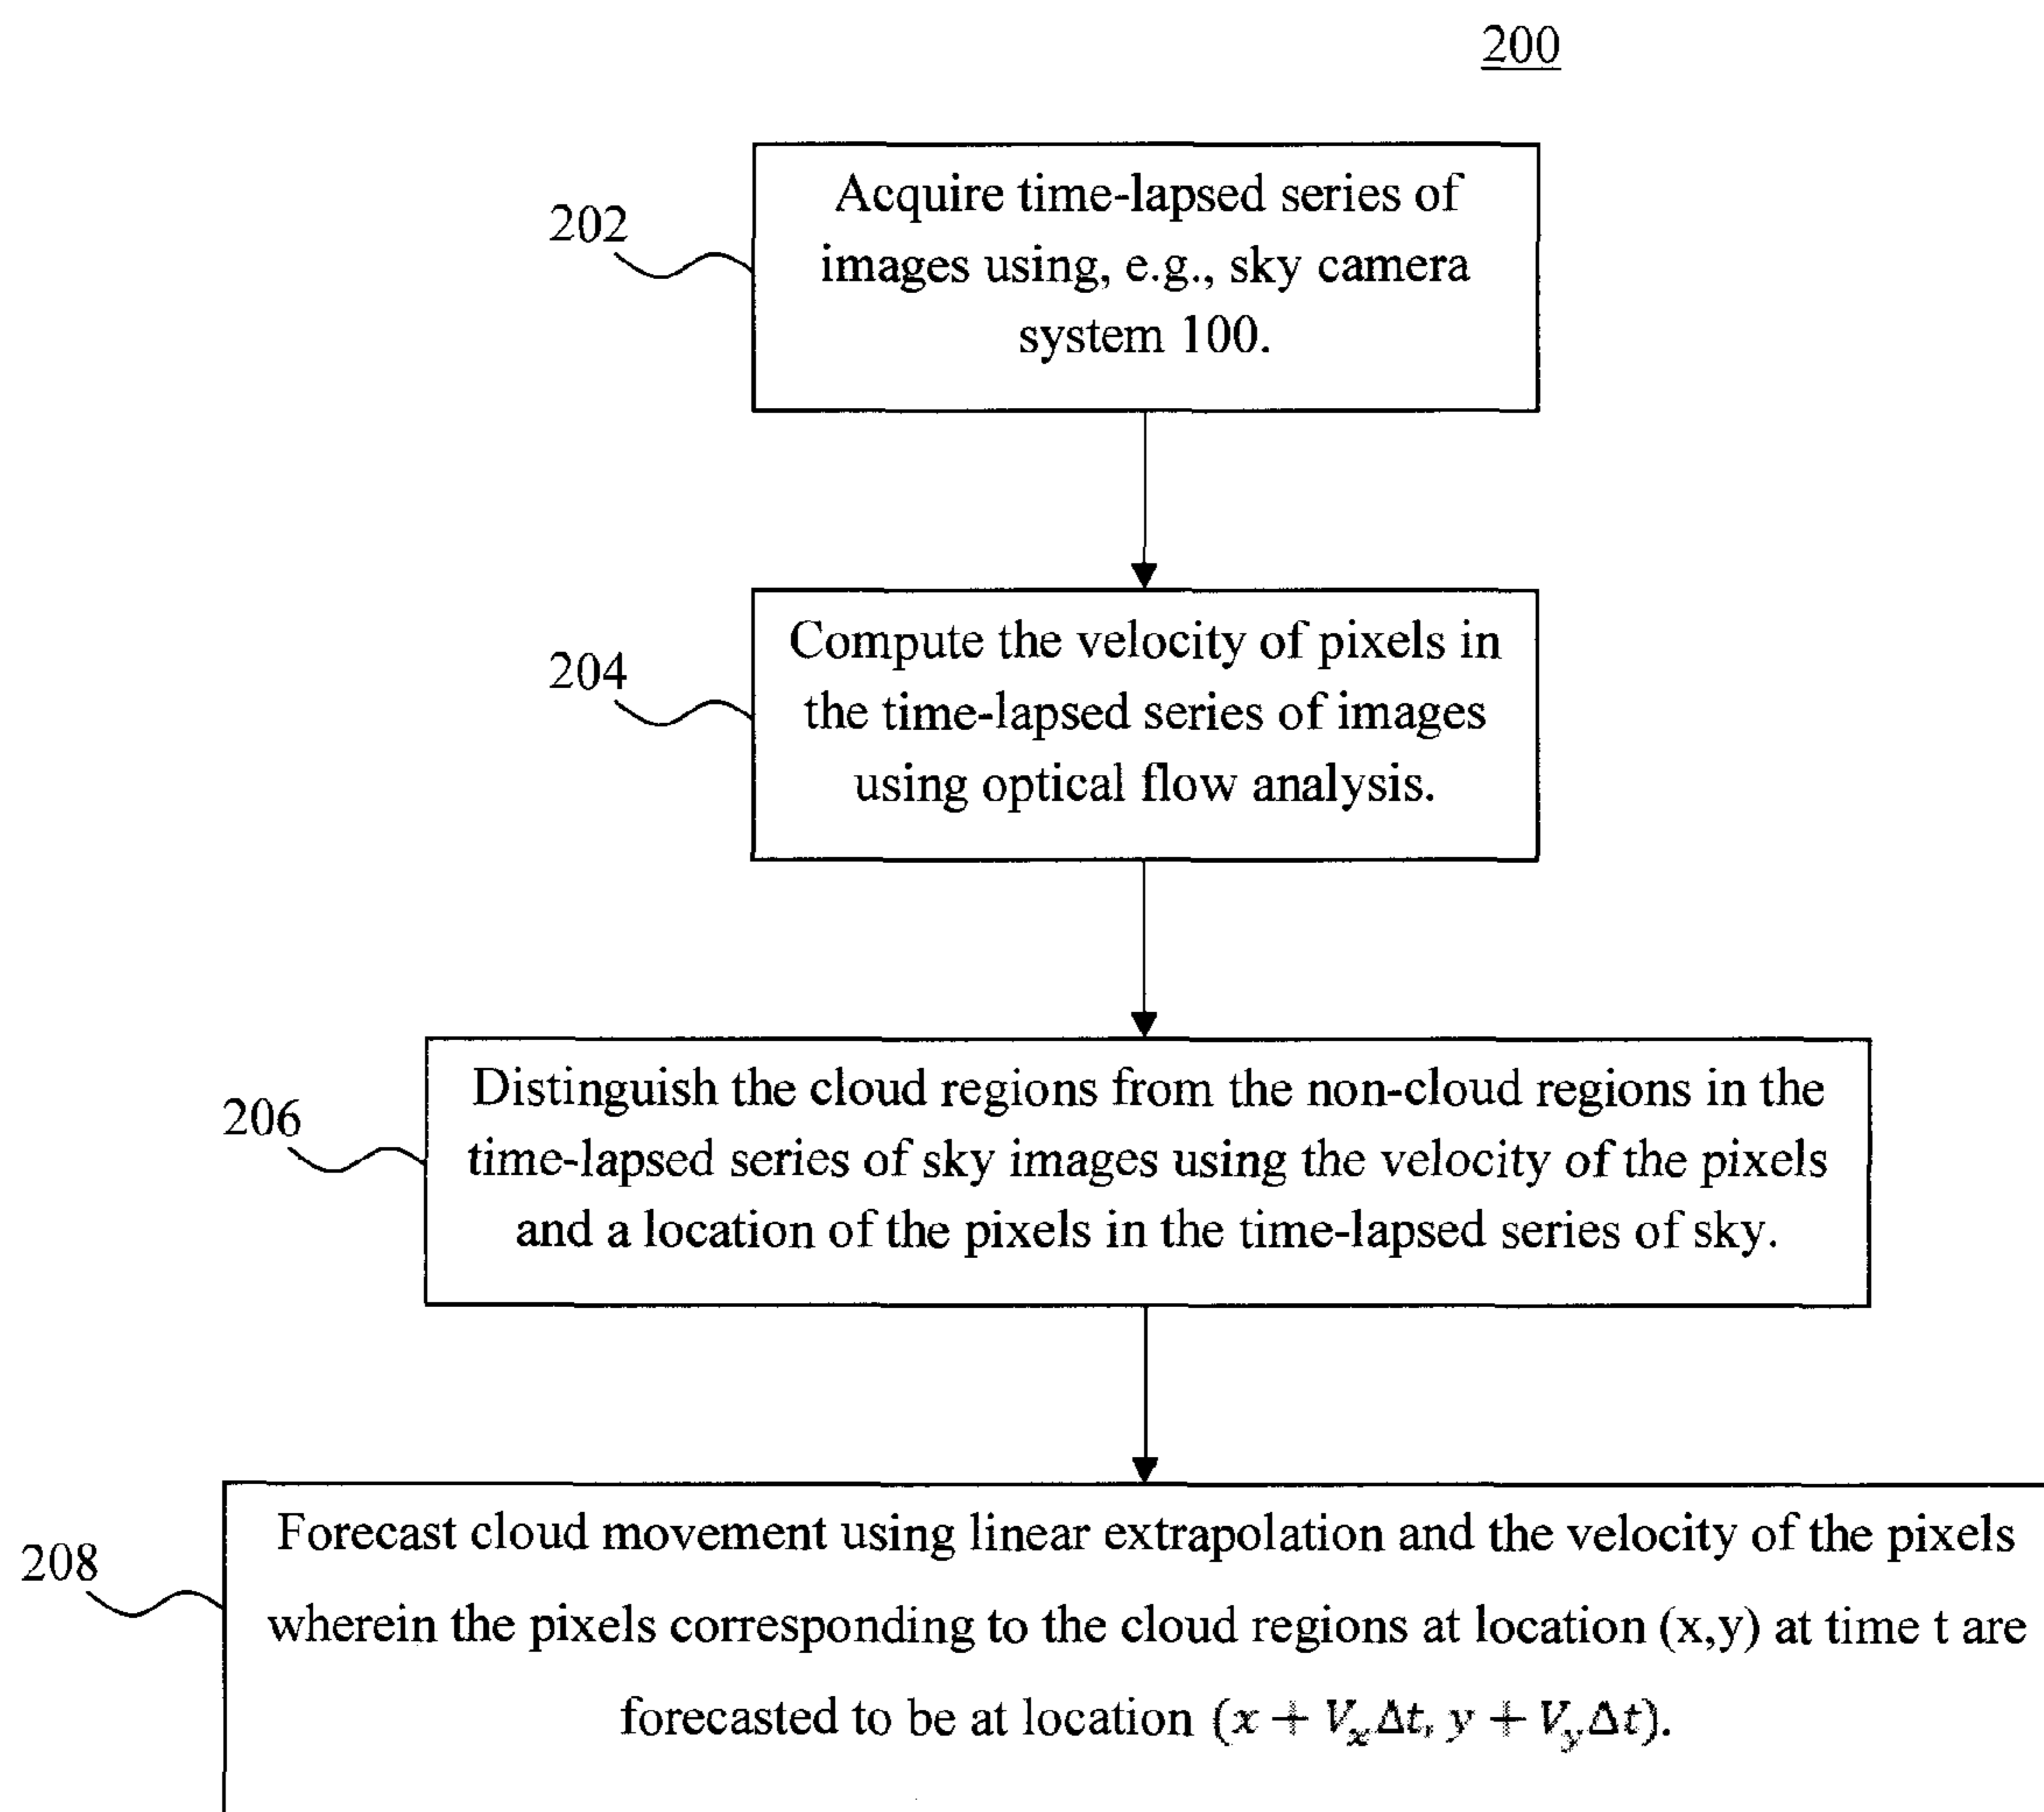 200
202
Acquire time-lapsed series of
images using, e.g., sky camera
system 100.
204
Compute the velocity of pixels in
the time-lapsed series of images
using optical flow analysis.
206
Distinguish the cloud regions from the non-cloud regions in the
time-lapsed series of sky images using the velocity of the pixels
and a location of the pixels in the time-lapsed series of sky.
208
Forecast cloud movement using linear extrapolation and the velocity of the pixels
wherein the pixels corresponding to the cloud regions at location (x,y) at time t are
forecasted to be at location (x + Vₓ Δt, y + V_y Δt).